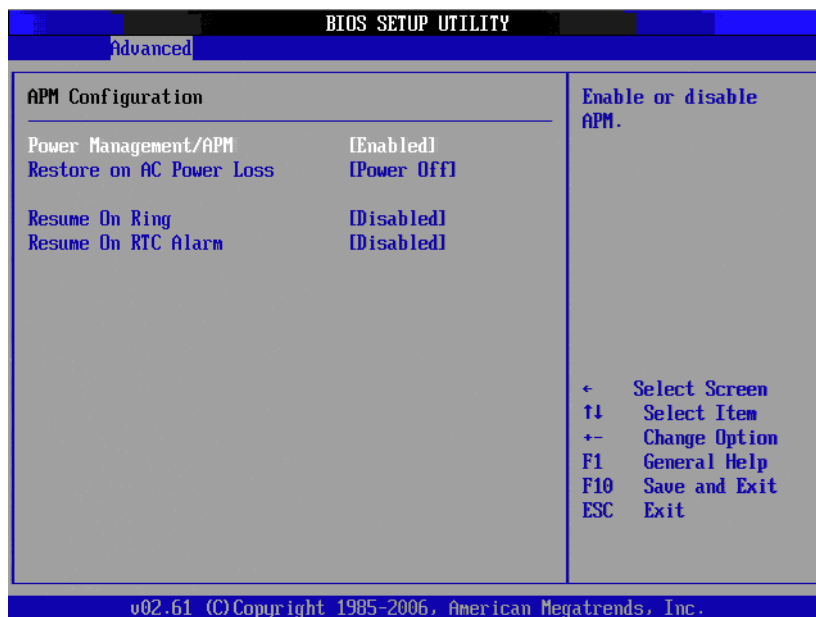 BIOS SETUP UTILITY
Advanced
APM Configuration
Power Management/APM [Enabled]
Restore on AC Power Loss [Power Off]
Resume On Ring [Disabled]
Resume On RTC Alarm [Disabled]
Enable or disable
APM.
← Select Screen
↑↓ Select Item
+- Change Option
F1 General Help
F10 Save and Exit
ESC Exit
v02.61 (C)Copyright 1985-2006, American Megatrends, Inc.